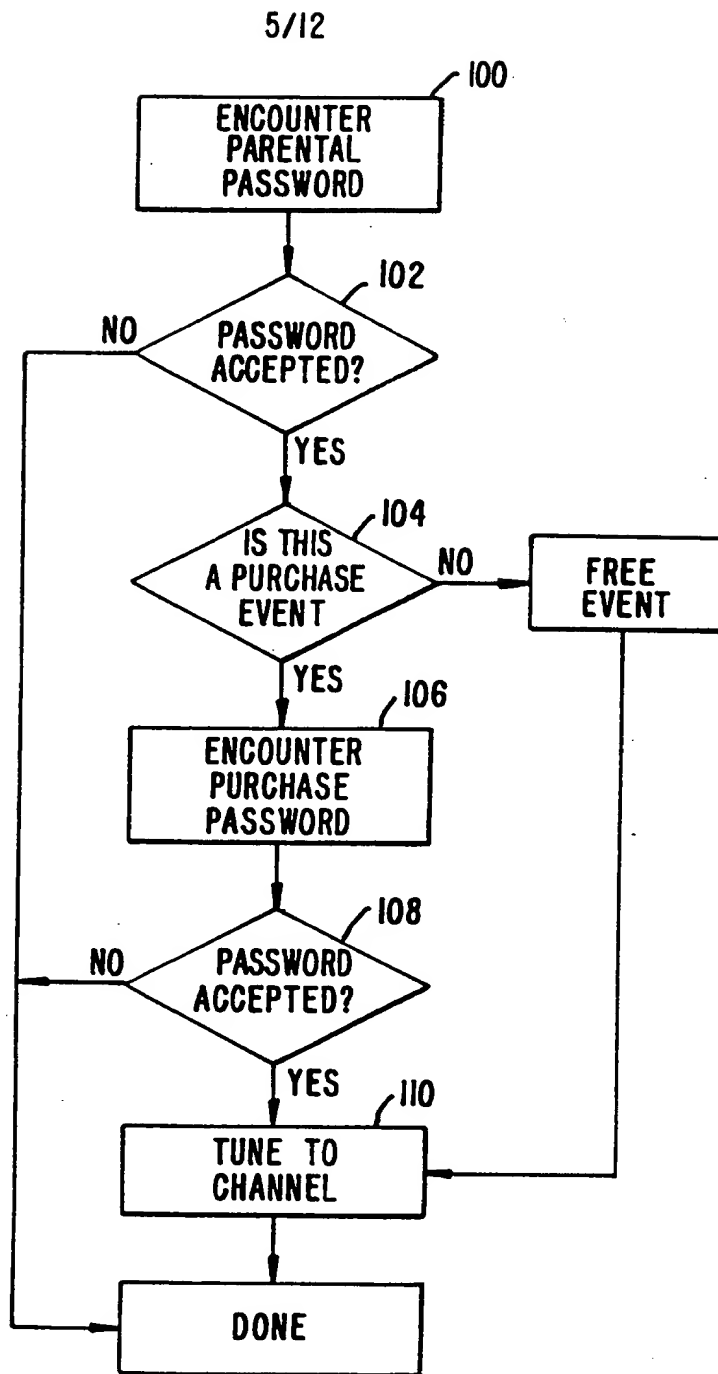 5/12
100
ENCOUNTER
PARENTAL
PASSWORD
102
NO
PASSWORD
ACCEPTED?
YES
104
IS THIS
A PURCHASE
EVENT
NO
FREE
EVENT
YES
106
ENCOUNTER
PURCHASE
PASSWORD
108
NO
PASSWORD
ACCEPTED?
YES
110
TUNE TO
CHANNEL
DONE